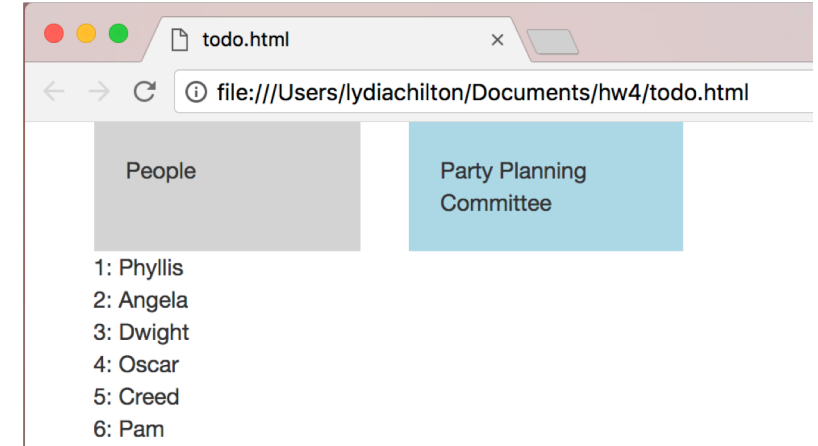 todo.html
file:///Users/lydiachilton/Documents/hw4/todo.html
People
Party Planning
Committee
1: Phyllis
2: Angela
3: Dwight
4: Oscar
5: Creed
6: Pam